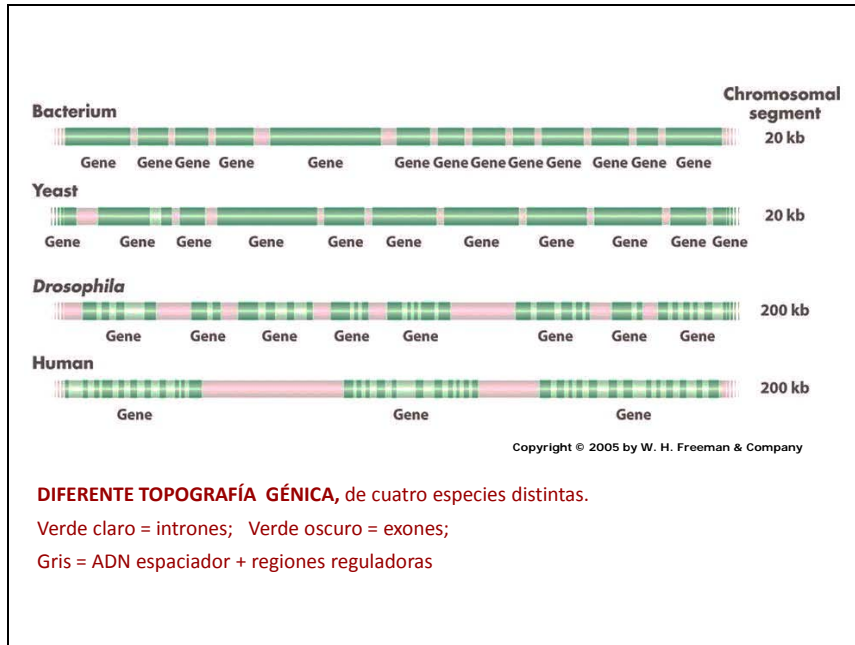 Chromosomal
segment
Bacterium
20 kb
Gene Gene Gene Gene Gene Gene Gene Gene Gene Gene Gene Gene Gene
Yeast
20 kb
Gene Gene Gene Gene Gene Gene Gene Gene Gene Gene Gene
Drosophila
200 kb
Gene Gene Gene Gene Gene Gene Gene Gene
Human
200 kb
Gene Gene Gene
Copyright © 2005 by W. H. Freeman & Company
DIFERENTE TOPOGRAFÍA GÉNICA, de cuatro especies distintas.
Verde claro = intrones; Verde oscuro = exones;
Gris = ADN espaciador + regiones reguladoras